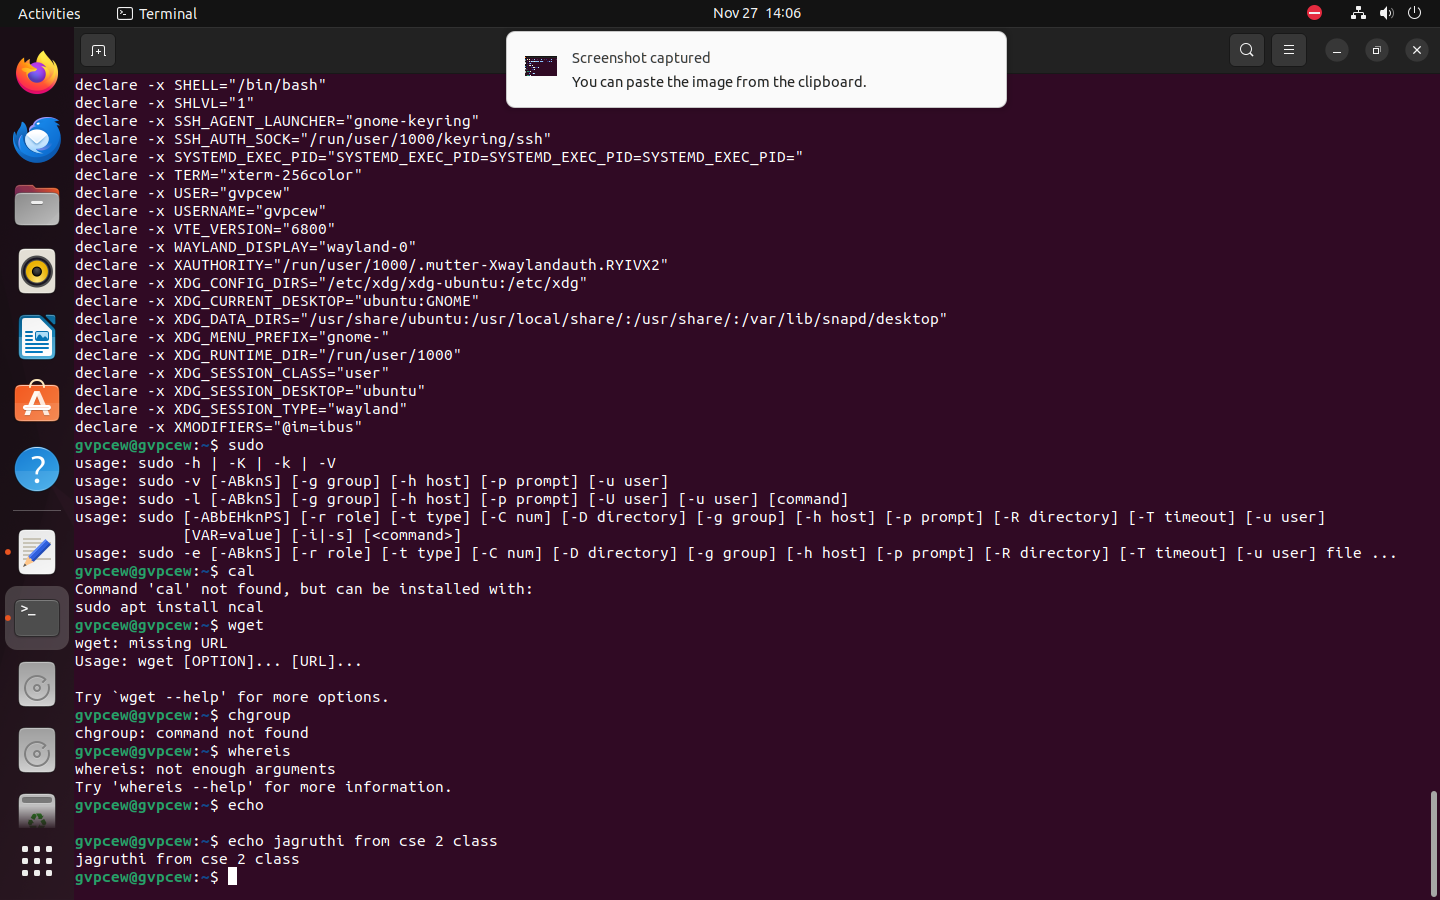 Activities
Terminal
Nov 27 14:06
Screenshot captured
You can paste the image from the clipboard.
declare -x SHELL="/bin/bash"
declare -x SHLVL="1"
declare -x SSH_AGENT_LAUNCHER="gnome-keyring"
declare -x SSH_AUTH_SOCK="/run/user/1000/keyring/ssh"
declare -x SYSTEMD_EXEC_PID="SYSTEMD_EXEC_PID=SYSTEMD_EXEC_PID=SYSTEMD_EXEC_PID="
declare -x TERM="xterm-256color"
declare -x USER="gvpcew"
declare -x USERNAME="gvpcew"
declare -x VTE_VERSION="6800"
declare -x WAYLAND_DISPLAY="wayland-0"
declare -x XAUTHORITY="/run/user/1000/.mutter-Xwaylandauth.RYIVX2"
declare -x XDG_CONFIG_DIRS="/etc/xdg/xdg-ubuntu:/etc/xdg"
declare -x XDG_CURRENT_DESKTOP="ubuntu:GNOME"
declare -x XDG_DATA_DIRS="/usr/share/ubuntu:/usr/local/share/:/usr/share/:/var/lib/snapd/desktop"
declare -x XDG_MENU_PREFIX="gnome-"
declare -x XDG_RUNTIME_DIR="/run/user/1000"
declare -x XDG_SESSION_CLASS="user"
declare -x XDG_SESSION_DESKTOP="ubuntu"
declare -x XDG_SESSION_TYPE="wayland"
declare -x XMODIFIERS="@im=ibus"
gvpcew@gvpcew:~$ sudo
usage: sudo -h | -K | -k | -V
usage: sudo -v [-ABknS] [-g group] [-h host] [-p prompt] [-u user]
usage: sudo -l [-ABknS] [-g group] [-h host] [-p prompt] [-U user] [-u user] [command]
usage: sudo [-ABbEHknPS] [-r role] [-t type] [-C num] [-D directory] [-g group] [-h host] [-p prompt] [-R directory] [-T timeout] [-u user]
[VAR=value] [-i|-s] [<command>]
usage: sudo -e [-ABknS] [-r role] [-t type] [-C num] [-D directory] [-g group] [-h host] [-p prompt] [-R directory] [-T timeout] [-u user] file ...
gvpcew@gvpcew:~$ cal
Command 'cal' not found, but can be installed with:
sudo apt install ncal
gvpcew@gvpcew:~$ wget
wget: missing URL
Usage: wget [OPTION]... [URL]...
Try `wget --help' for more options.
gvpcew@gvpcew:~$ chgroup
chgroup: command not found
gvpcew@gvpcew:~$ whereis
whereis: not enough arguments
Try 'whereis --help' for more information.
gvpcew@gvpcew:~$ echo
gvpcew@gvpcew:~$ echo jagruthi from cse 2 class
jagruthi from cse 2 class
gvpcew@gvpcew:~$